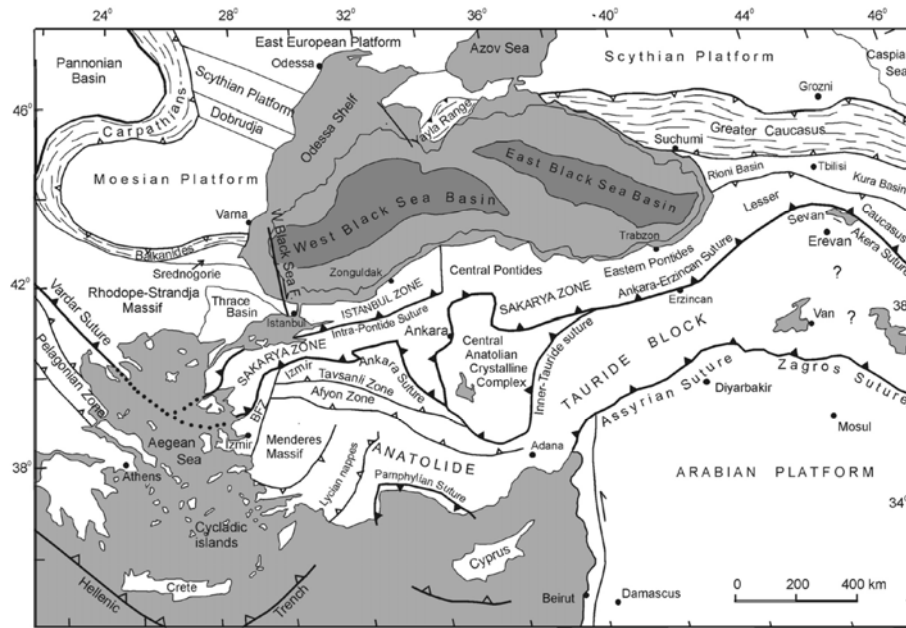 24° 28° 32° 36° 40° 44° 46°
East European Platform
Azov Sea
Scythian Platform
Caspian
Sea
Pannonian
Basin
Odessa
Scythian Platform
Grozni
46°
Carpathians
Dobrudja
Odessa Shelf
Yayla Range
Greater Caucasus
Suchumi
Moesian Platform
East Black Sea Basin
Rioni Basin
Tbilisi
Kura Basin
West Black Sea Basin
Varna
W. Black Sea F.
Lesser
Caucasus
Sevan
Akera Suture
Trabzon
Erevan
Balkanides
Srednogorie
Zonguldak
Central Pontides
Eastern Pontides
Ankara-Erzincan Suture
?
42°
Rhodope-Strandja
Massif
Thrace
Basin
ISTANBUL ZONE
SAKARYA ZONE
Erzincan
38
Istanbul
Intra-Pontide Suture
Vardar Suture
Ankara
Van
?
SAKARYA ZONE
Izmir
Ankara Suture
Central
Anatolian
Crystalline
Complex
Inner-Tauride suture
TAURIDE BLOCK
Pelagonian Zone
Tavsanli Zone
Afyon Zone
Assyrian Suture
Zagros Suture
Diyarbakir
BFZ
Aegean
Sea
Izmir
Menderes
Massif
Mosul
ANATOLIDE
Adana
38°
Athens
Lycian nappes
Pamphylian Suture
ARABIAN PLATFORM
34°
Cycladic
islands
Cyprus
Crete
0 200 400 km
Hellenic
Trench
Beirut
Damascus